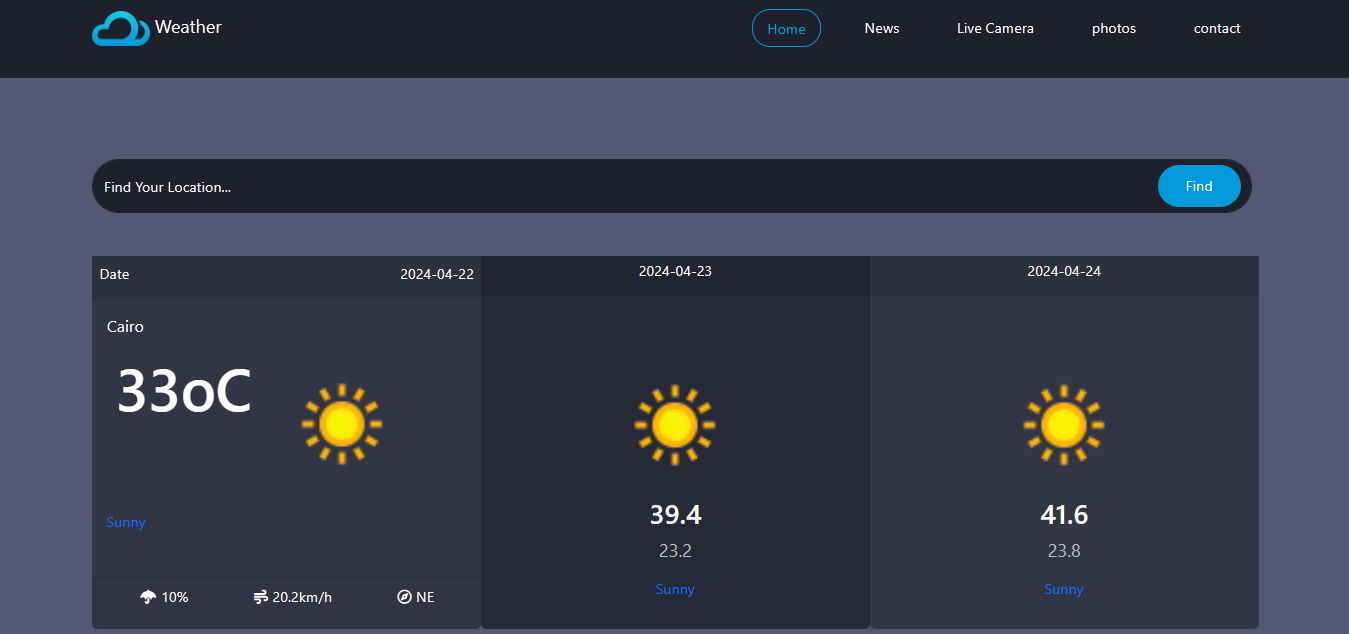 Weather Home News Live Camera photos contact
Find Your Location... Find
Date 2024-04-22
Cairo
33oC
Sunny
10% 20.2km/h NE
2024-04-23
39.4
23.2
Sunny
2024-04-24
41.6
23.8
Sunny